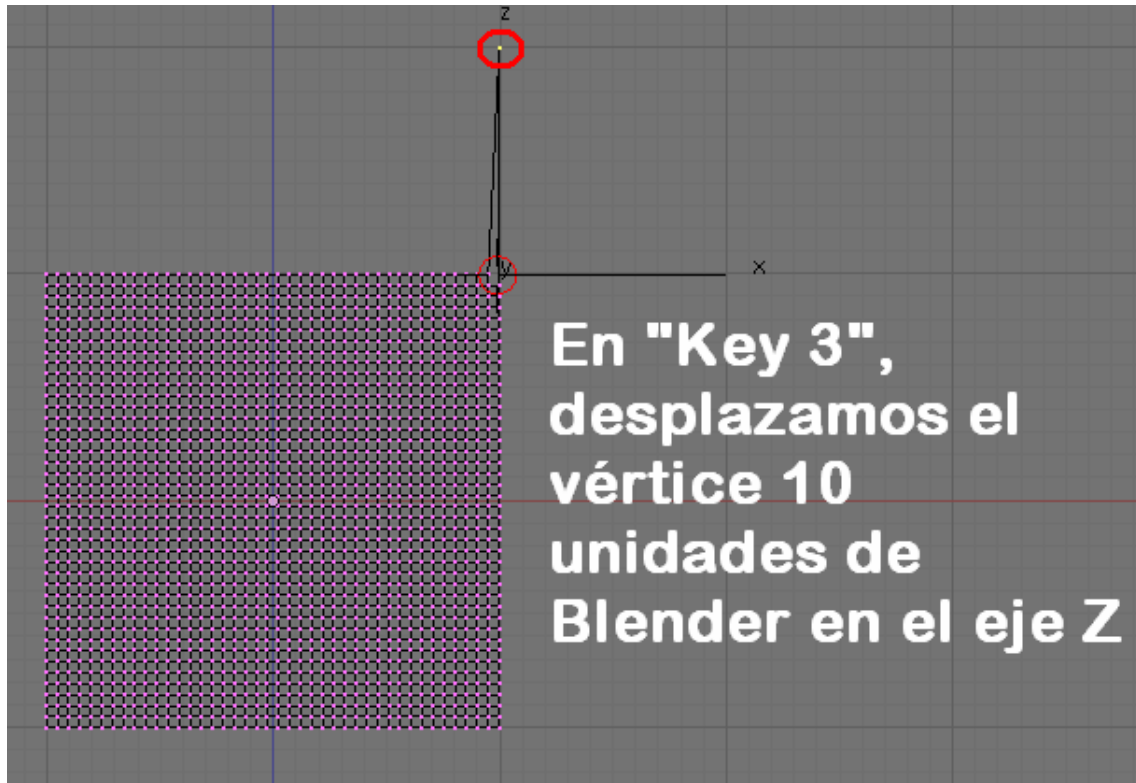 z
y
x
En "Key 3",
desplazamos el
vértice 10
unidades de
Blender en el eje Z